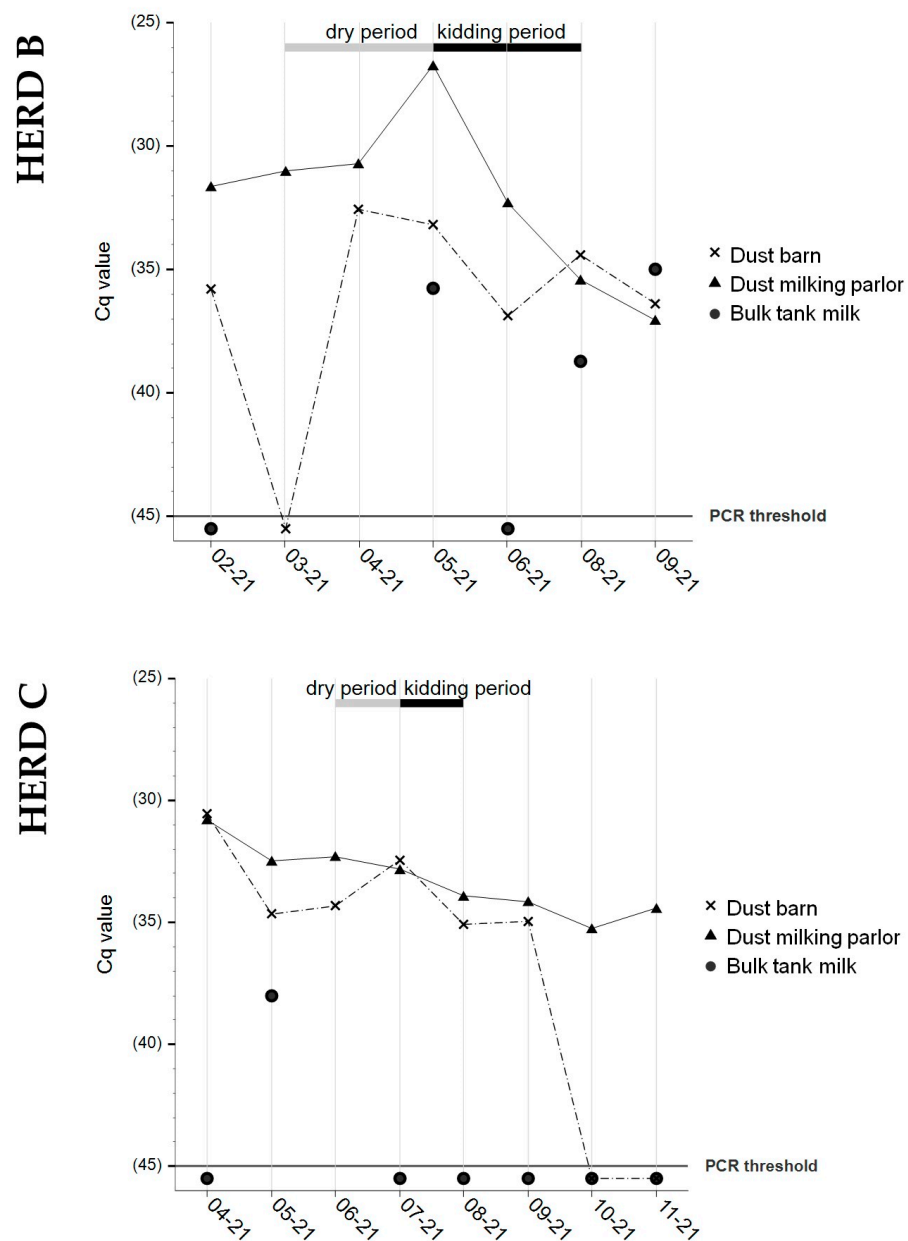 HERD B
(25)
(30)
(35)
(40)
(45)
Cq value
dry period kidding period
Dust barn
Dust milking parlor
Bulk tank milk
PCR threshold
02-21
03-21
04-21
05-21
06-21
08-21
09-21
HERD C
(25)
(30)
(35)
(40)
(45)
Cq value
dry period kidding period
Dust barn
Dust milking parlor
Bulk tank milk
PCR threshold
04-21
05-21
06-21
07-21
08-21
09-21
10-21
11-21